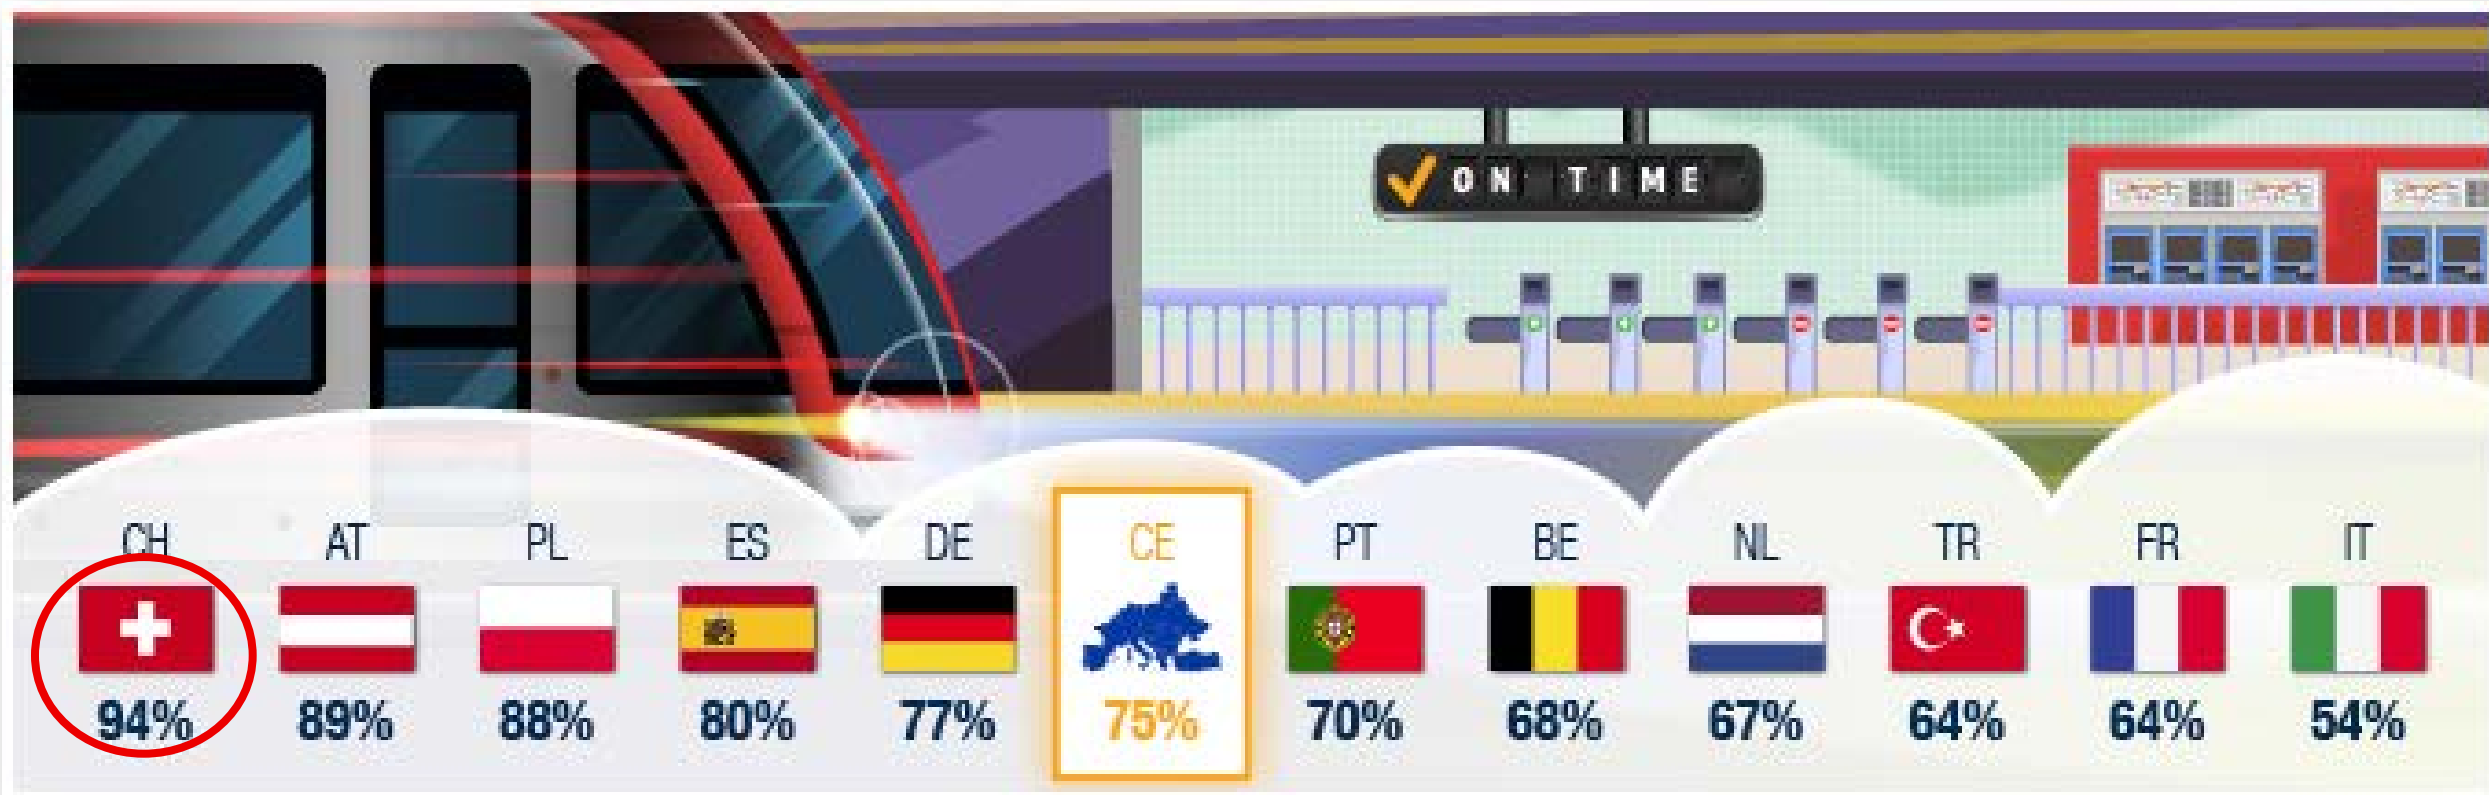 ON TIME
CH AT PL ES DE CE PT BE NL TR FR IT
94% 89% 88% 80% 77% 75% 70% 68% 67% 64% 64% 54%